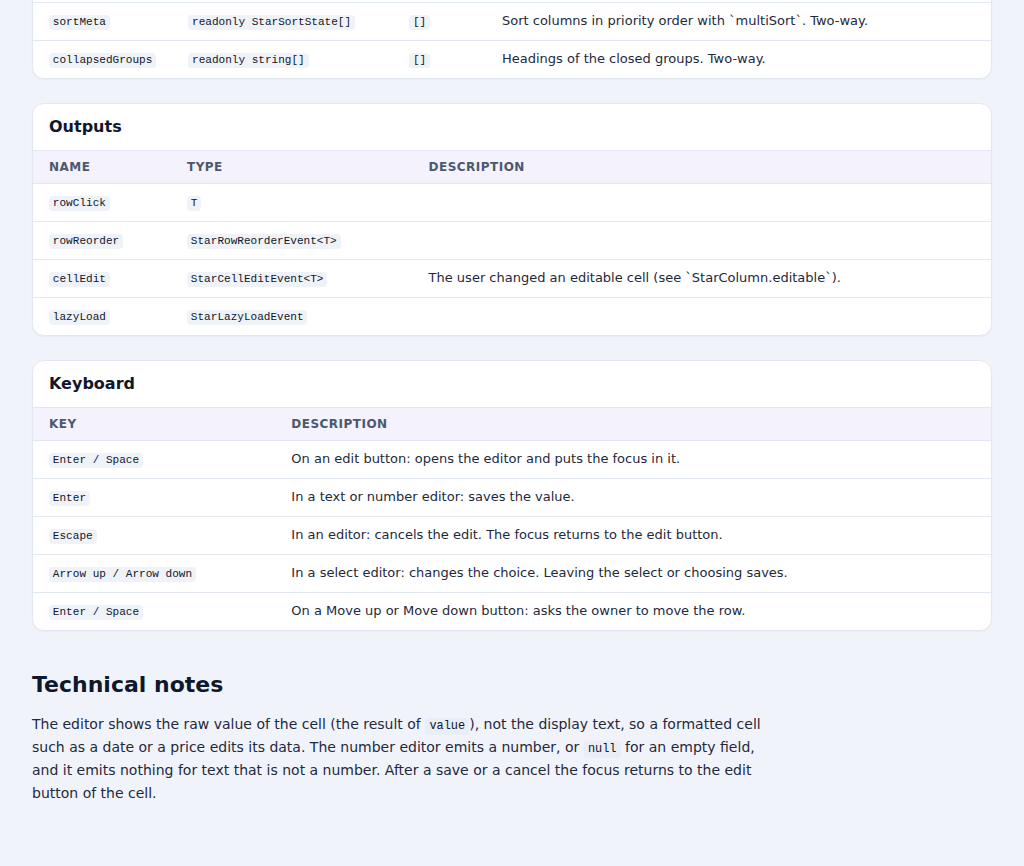 sortMeta readonly StarSortState[] [] Sort columns in priority order with `multiSort`. Two-way.
collapsedGroups readonly string[] [] Headings of the closed groups. Two-way.
Outputs
NAME TYPE DESCRIPTION
rowClick T
rowReorder StarRowReorderEvent<T>
cellEdit StarCellEditEvent<T> The user changed an editable cell (see `StarColumn.editable`).
lazyLoad StarLazyLoadEvent
Keyboard
KEY DESCRIPTION
Enter / Space On an edit button: opens the editor and puts the focus in it.
Enter In a text or number editor: saves the value.
Escape In an editor: cancels the edit. The focus returns to the edit button.
Arrow up / Arrow down In a select editor: changes the choice. Leaving the select or choosing saves.
Enter / Space On a Move up or Move down button: asks the owner to move the row.
Technical notes
The editor shows the raw value of the cell (the result of value), not the display text, so a formatted cell
such as a date or a price edits its data. The number editor emits a number, or null for an empty field,
and it emits nothing for text that is not a number. After a save or a cancel the focus returns to the edit
button of the cell.